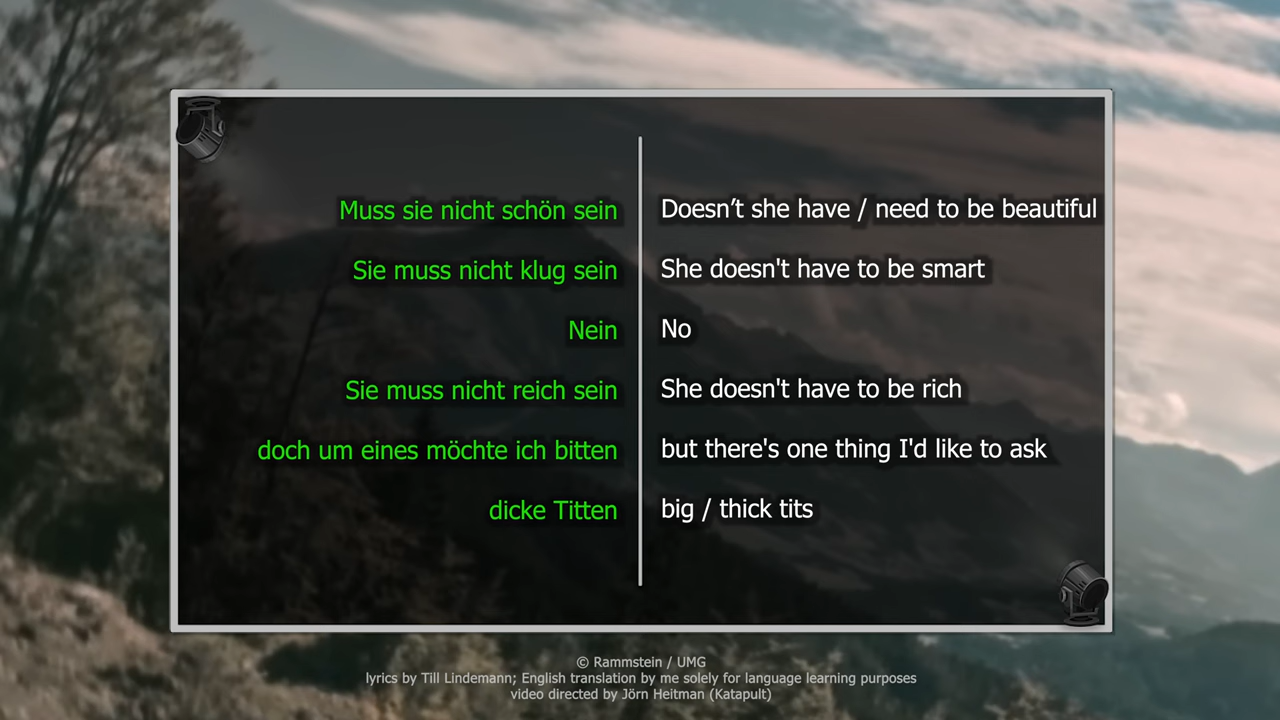 Muss sie nicht schön sein
Doesn’t she have / need to be beautiful
Sie muss nicht klug sein
She doesn't have to be smart
Nein
No
Sie muss nicht reich sein
She doesn't have to be rich
doch um eines möchte ich bitten
but there's one thing I'd like to ask
dicke Titten
big / thick tits
© Rammstein / UMG
lyrics by Till Lindemann; English translation by me solely for language learning purposes
video directed by Jörn Heitman (Katapult)